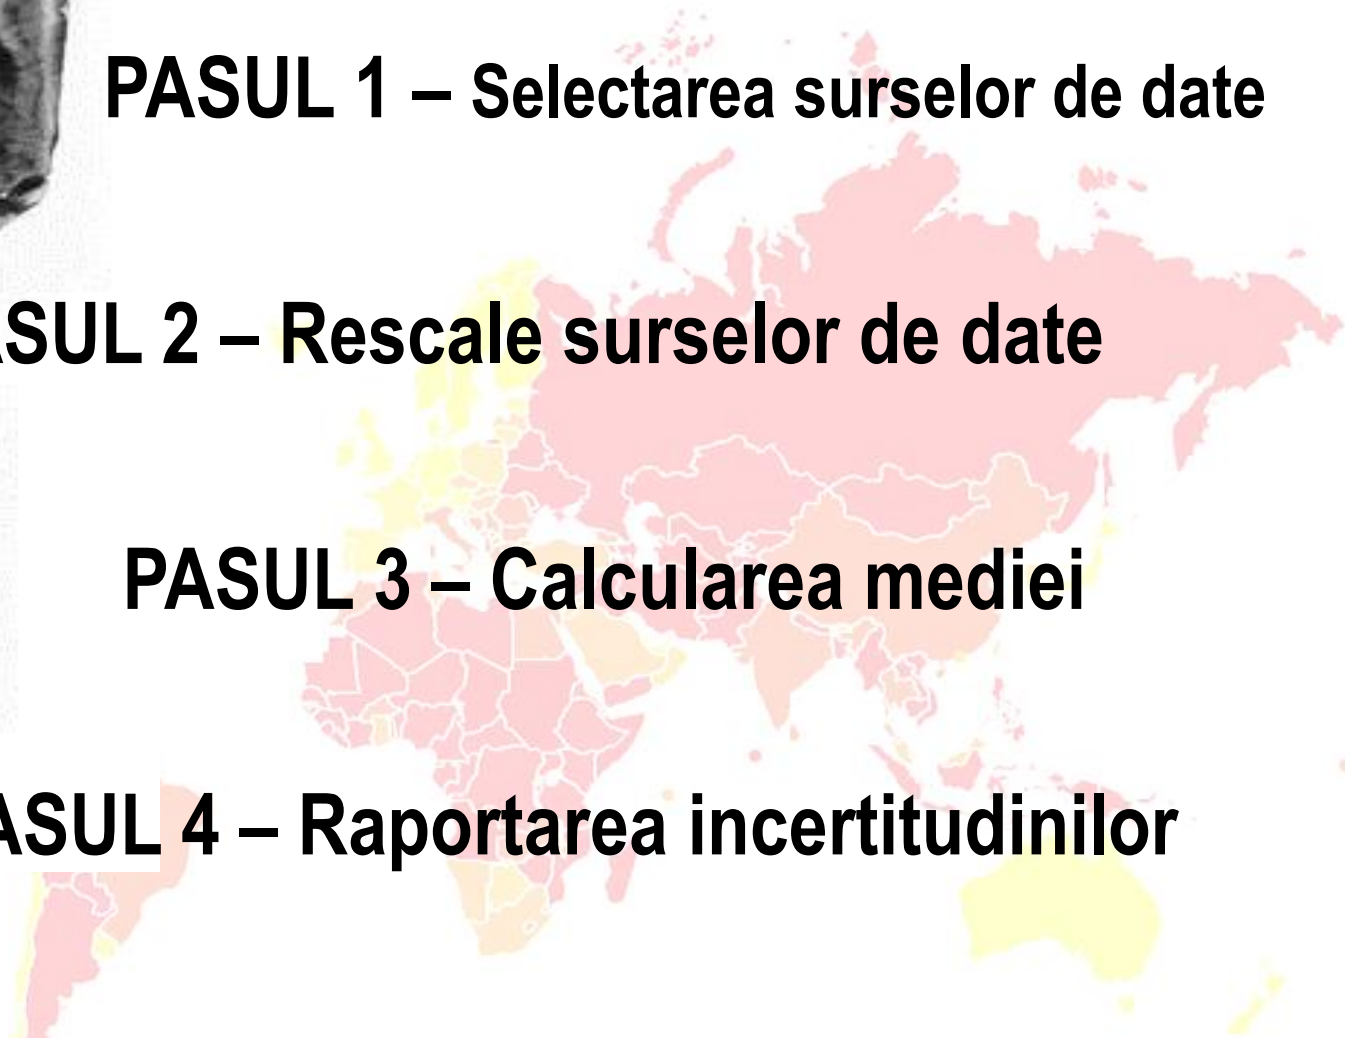 PASUL 1 – Selectarea surselor de date
ASUL 2 – Rescale surselor de date
PASUL 3 – Calcularea mediei
ASUL 4 – Raportarea incertitudinilor